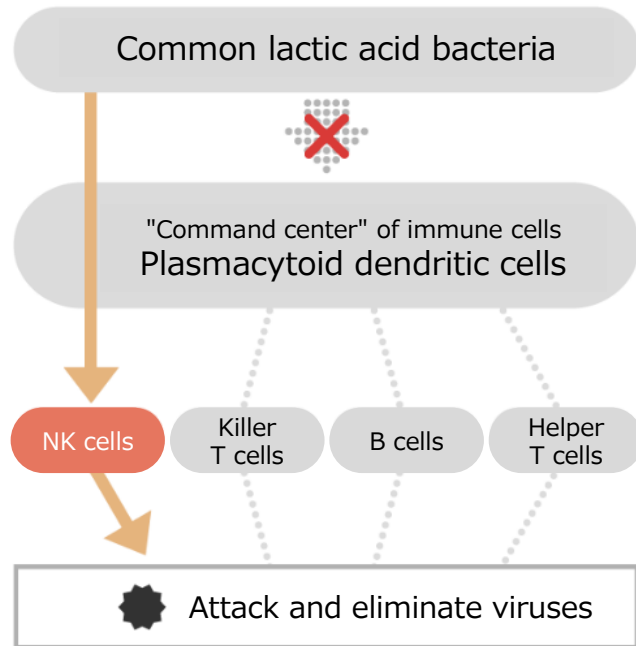 Common lactic acid bacteria
"Command center" of immune cells
Plasmacytoid dendritic cells
NK cells
Killer
T cells
B cells
Helper
T cells
Attack and eliminate viruses